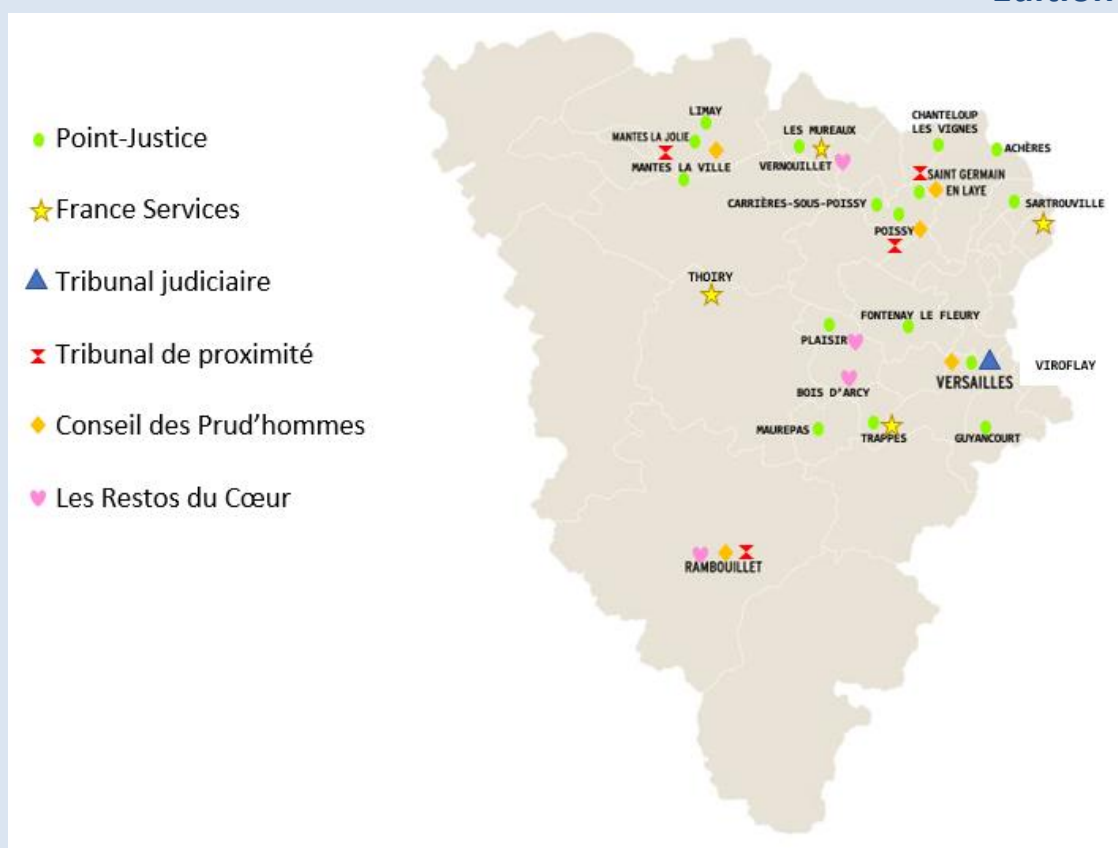 Point-Justice
France Services
Tribunal judiciaire
Tribunal de proximité
Conseil des Prud’hommes
Les Restos du Cœur
LIMAY
MANTES LA JOLIE
MANTES LA VILLE
LES MUREAUX
VERNOUILLET
CHANTELOUP
LES VIGNES
ACHÈRES
SAINT GERMAIN
EN LAYE
CARRIÈRES-SOUS-POISSY
SARTROUVILLE
POISSY
THOIRY
FONTENAY LE FLEURY
PLAISIR
VIROFLAY
VERSAILLES
BOIS D’ARCY
MAUREPAS
TRAPPES
GUYANCOURT
RAMBOUILLET